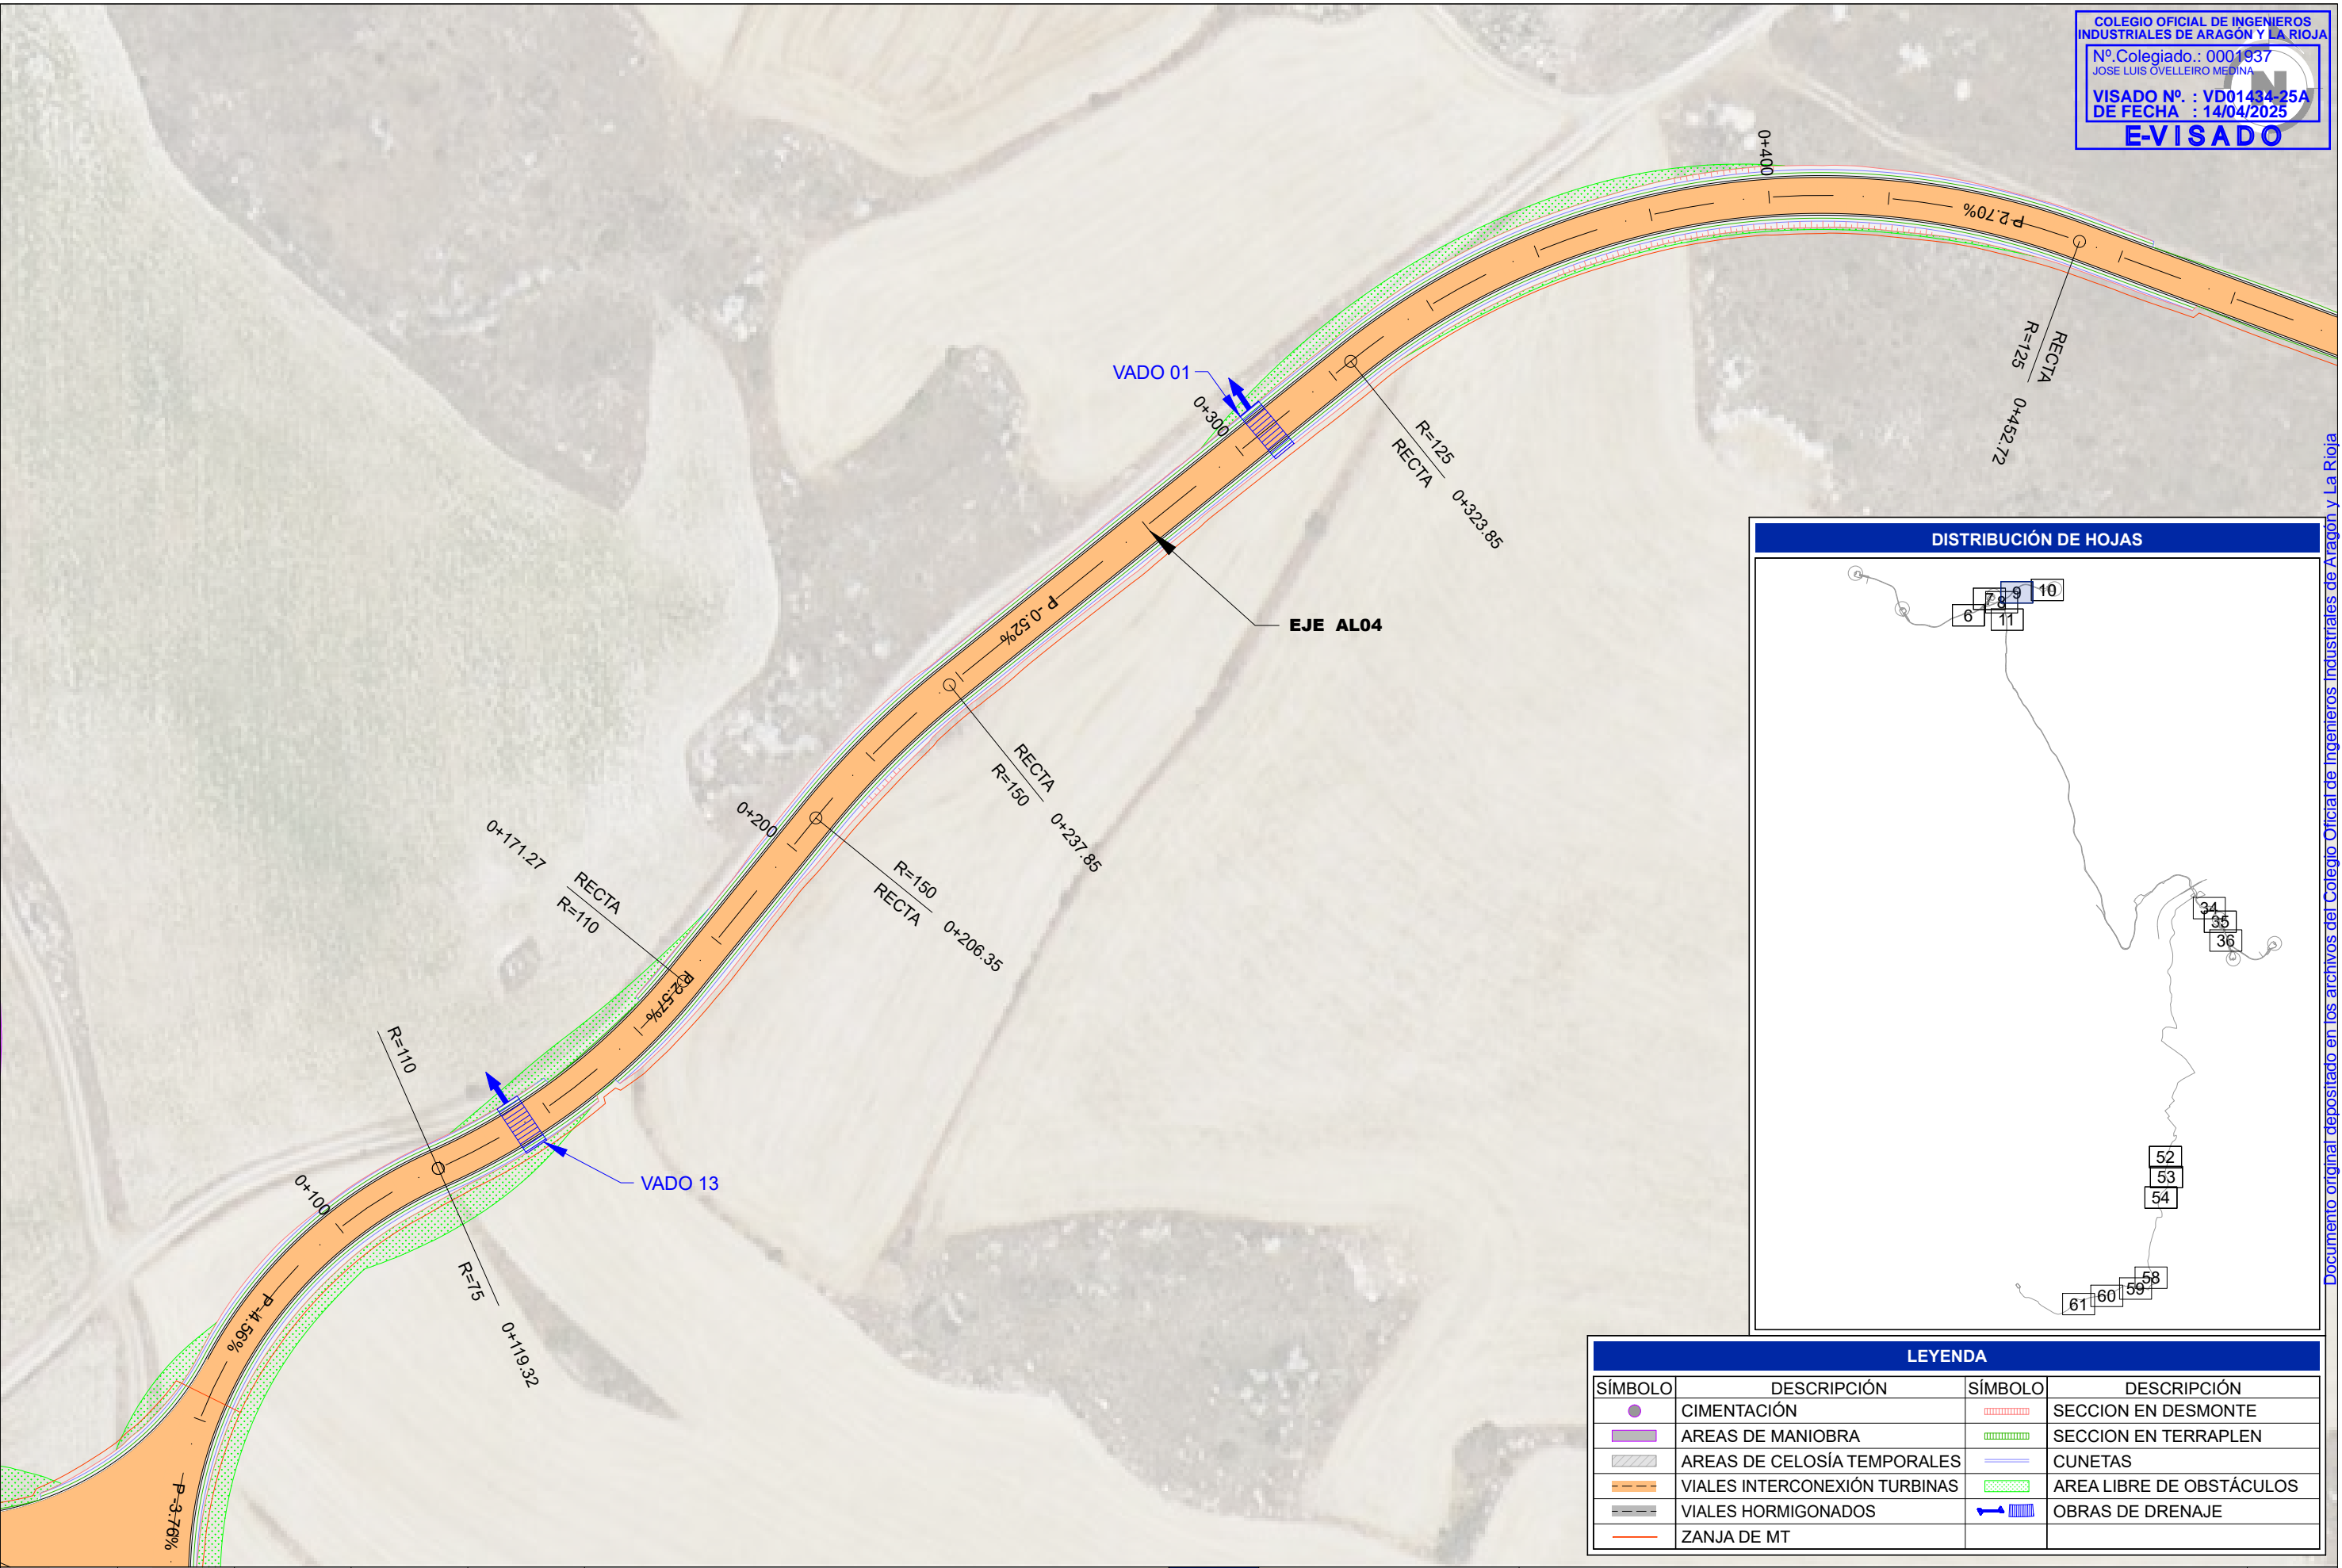 COLEGIO OFICIAL DE INGENIEROS
INDUSTRIALES DE ARAGÓN Y LA RIOJA
Nº.Colegiado.: 0001937
JOSE LUIS OVELLEIRO MEDINA
VISADO Nº. : VD01434-25A
DE FECHA : 14/04/2025
E-VISADO
N
0+400
P 2.70%
RECTA
R=125
0+452.72
VADO 01
0+300
R=125
RECTA
0+323.85
EJE AL04
P -0.52%
RECTA
R=150
0+237.85
0+200
R=150
RECTA
0+206.35
0+171.27
RECTA
R=110
P 2.57%
R=110
R=75
0+119.32
VADO 13
0+100
P -4.56%
P -3.76%
DISTRIBUCIÓN DE HOJAS
6
7
8
9
10
11
34
35
36
52
53
54
58
59
60
61
LEYENDA
SÍMBOLO DESCRIPCIÓN SÍMBOLO DESCRIPCIÓN
CIMENTACIÓN SECCION EN DESMONTE
AREAS DE MANIOBRA SECCION EN TERRAPLEN
AREAS DE CELOSÍA TEMPORALES CUNETAS
VIALES INTERCONEXIÓN TURBINAS AREA LIBRE DE OBSTÁCULOS
VIALES HORMIGONADOS OBRAS DE DRENAJE
ZANJA DE MT
Documento original depositado en los archivos del Colegio Oficial de Ingenieros Industriales de Aragón y La Rioja